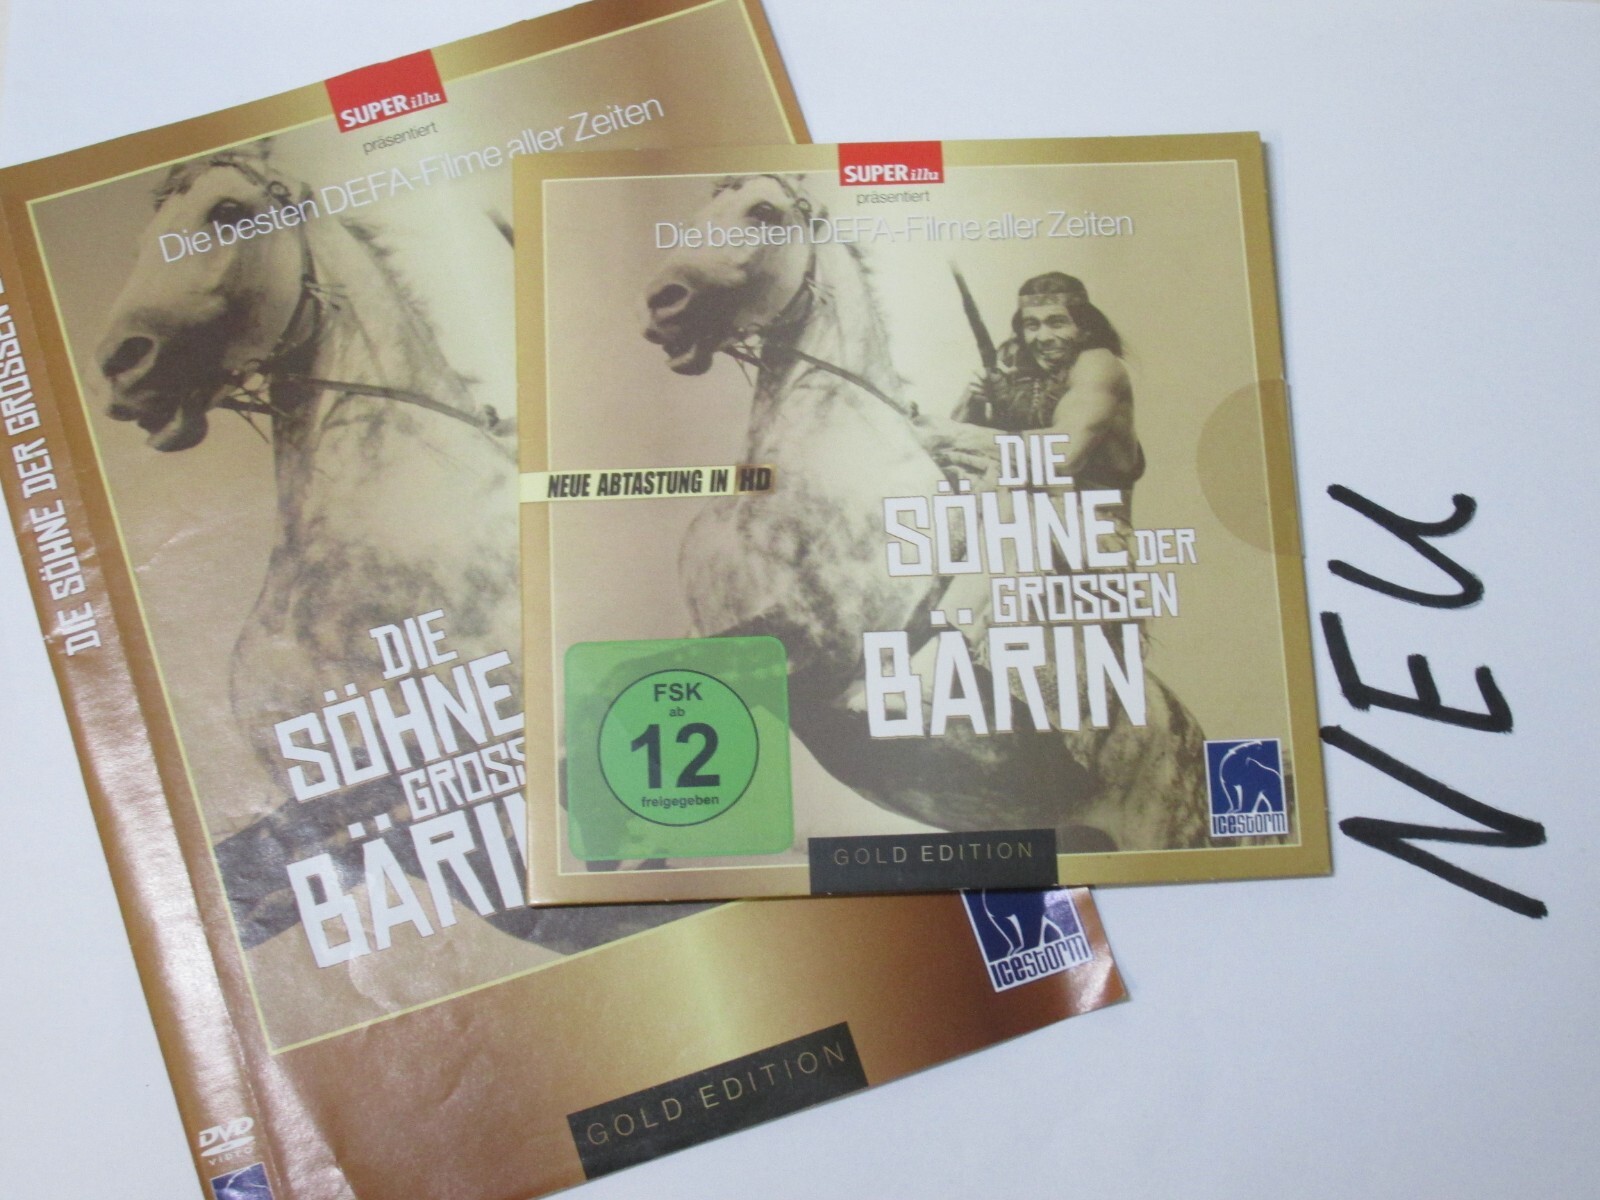 SUPERillu
präsentiert
Die besten DEFA-Filme aller Zeiten
DIE SÖHNE DER GROSSEN
DIE
SÖHNE
GROSS
BÄRIN
icestorm
GOLD EDITION
DVD
VIDEO
SUPERillu
präsentiert
Die besten DEFA-Filme aller Zeiten
NEUE ABTASTUNG IN HD
DIE
SÖHNE DER
GROSSEN
BÄRIN
FSK
ab
12
freigegeben
icestorm
GOLD EDITION
NEU